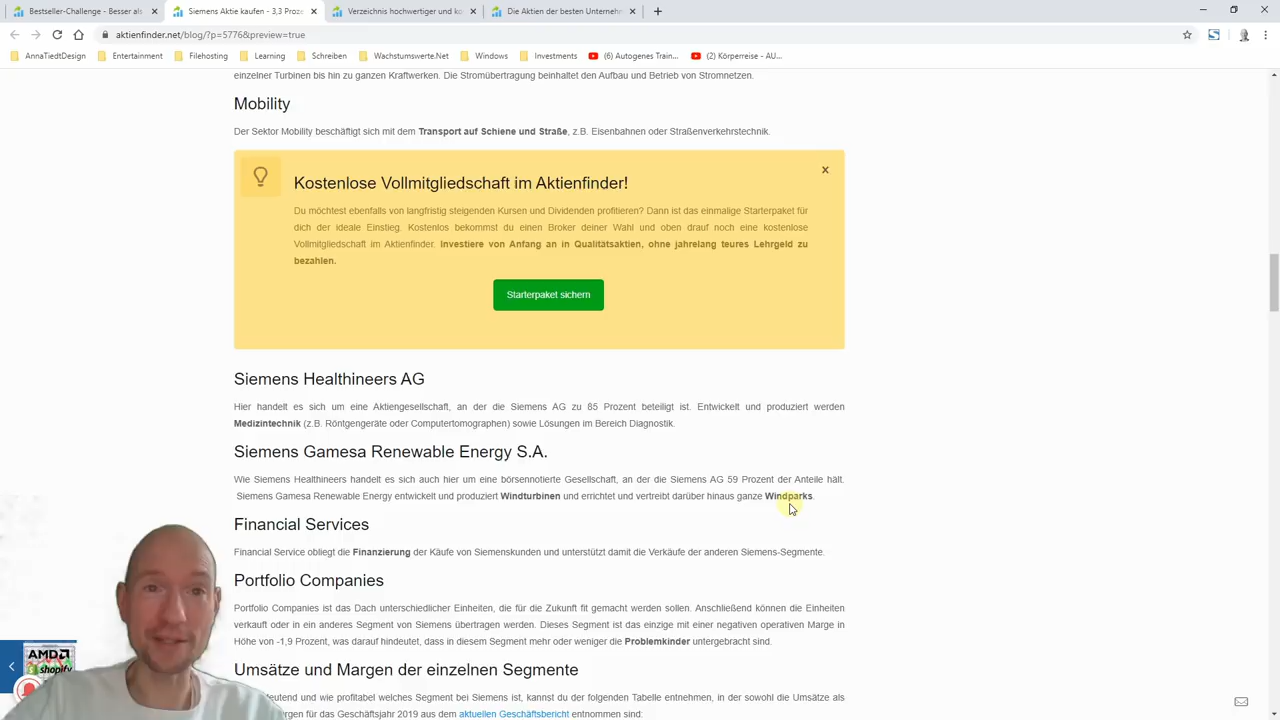 Bestseller-Challenge - Besser als
Siemens Aktie kaufen - 3,3 Proze
Verzeichnis hochwertiger und ko
Die Aktien der besten Unternehm
aktienfinder.net/blog/?p=5776&preview=true
AnnaTiedtDesign
Entertainment
Filehosting
Learning
Schreiben
Wachstumswerte.Net
Windows
Investments
(6) Autogenes Train...
(2) Körperreise - AU...
einzelner Turbinen bis hin zu ganzen Kraftwerken. Die Stromübertragung beinhaltet den Aufbau und Betrieb von Stromnetzen.
Mobility
Der Sektor Mobility beschäftigt sich mit dem Transport auf Schiene und Straße, z.B. Eisenbahnen oder Straßenverkehrstechnik.
Kostenlose Vollmitgliedschaft im Aktienfinder!
x
Du möchtest ebenfalls von langfristig steigenden Kursen und Dividenden profitieren? Dann ist das einmalige Starterpaket für
dich der ideale Einstieg. Kostenlos bekommst du einen Broker deiner Wahl und oben drauf noch eine kostenlose
Vollmitgliedschaft im Aktienfinder. Investiere von Anfang an in Qualitätsaktien, ohne jahrelang teures Lehrgeld zu
bezahlen.
Starterpaket sichern
Siemens Healthineers AG
Hier handelt es sich um eine Aktiengesellschaft, an der die Siemens AG zu 85 Prozent beteiligt ist. Entwickelt und produziert werden
Medizintechnik (z.B. Röntgengeräte oder Computertomographen) sowie Lösungen im Bereich Diagnostik.
Siemens Gamesa Renewable Energy S.A.
Wie Siemens Healthineers handelt es sich auch hier um eine börsennotierte Gesellschaft, an der die Siemens AG 59 Prozent der Anteile hält.
Siemens Gamesa Renewable Energy entwickelt und produziert Windturbinen und errichtet und vertreibt darüber hinaus ganze Windparks.
Financial Services
Financial Service obliegt die Finanzierung der Käufe von Siemenskunden und unterstützt damit die Verkäufe der anderen Siemens-Segmente.
Portfolio Companies
Portfolio Companies ist das Dach unterschiedlicher Einheiten, die für die Zukunft fit gemacht werden sollen. Anschließend können die Einheiten
verkauft oder in ein anderes Segment von Siemens übertragen werden. Dieses Segment ist das einzige mit einer negativen operativen Marge in
Höhe von -1,9 Prozent, was darauf hindeutet, dass in diesem Segment mehr oder weniger die Problemkinder untergebracht sind.
AMD
shopify
Umsätze und Margen der einzelnen Segmente
und wie profitabel welches Segment bei Siemens ist, kannst du der folgenden Tabelle entnehmen, in der sowohl die Umsätze als
für das Geschäftsjahr 2019 aus dem aktuellen Geschäftsbericht entnommen sind: